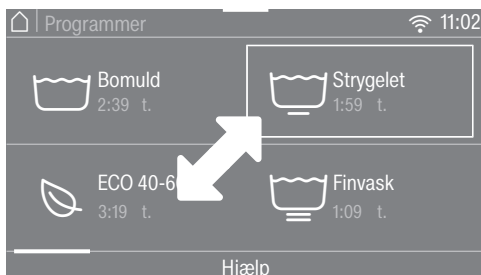 Programmer
11:02
Bomuld
2:39 t.
Strygelet
1:59 t.
ECO 40-6
3:19 t.
Finvask
1:09 t.
Hjælp